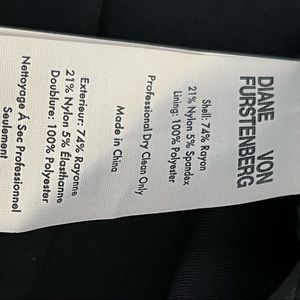 DIANE VON
FURSTENBERG
Shell: 74% Rayon
21% Nylon 5% Spandex
Lining: 100% Polyester
Professional Dry Clean Only
Made in China
Exterieur: 74% Rayonne
21% Nylon 5% Élasthanne
Doublure: 100% Polyester
Nettoyage À Sec Professionnel
Seulement